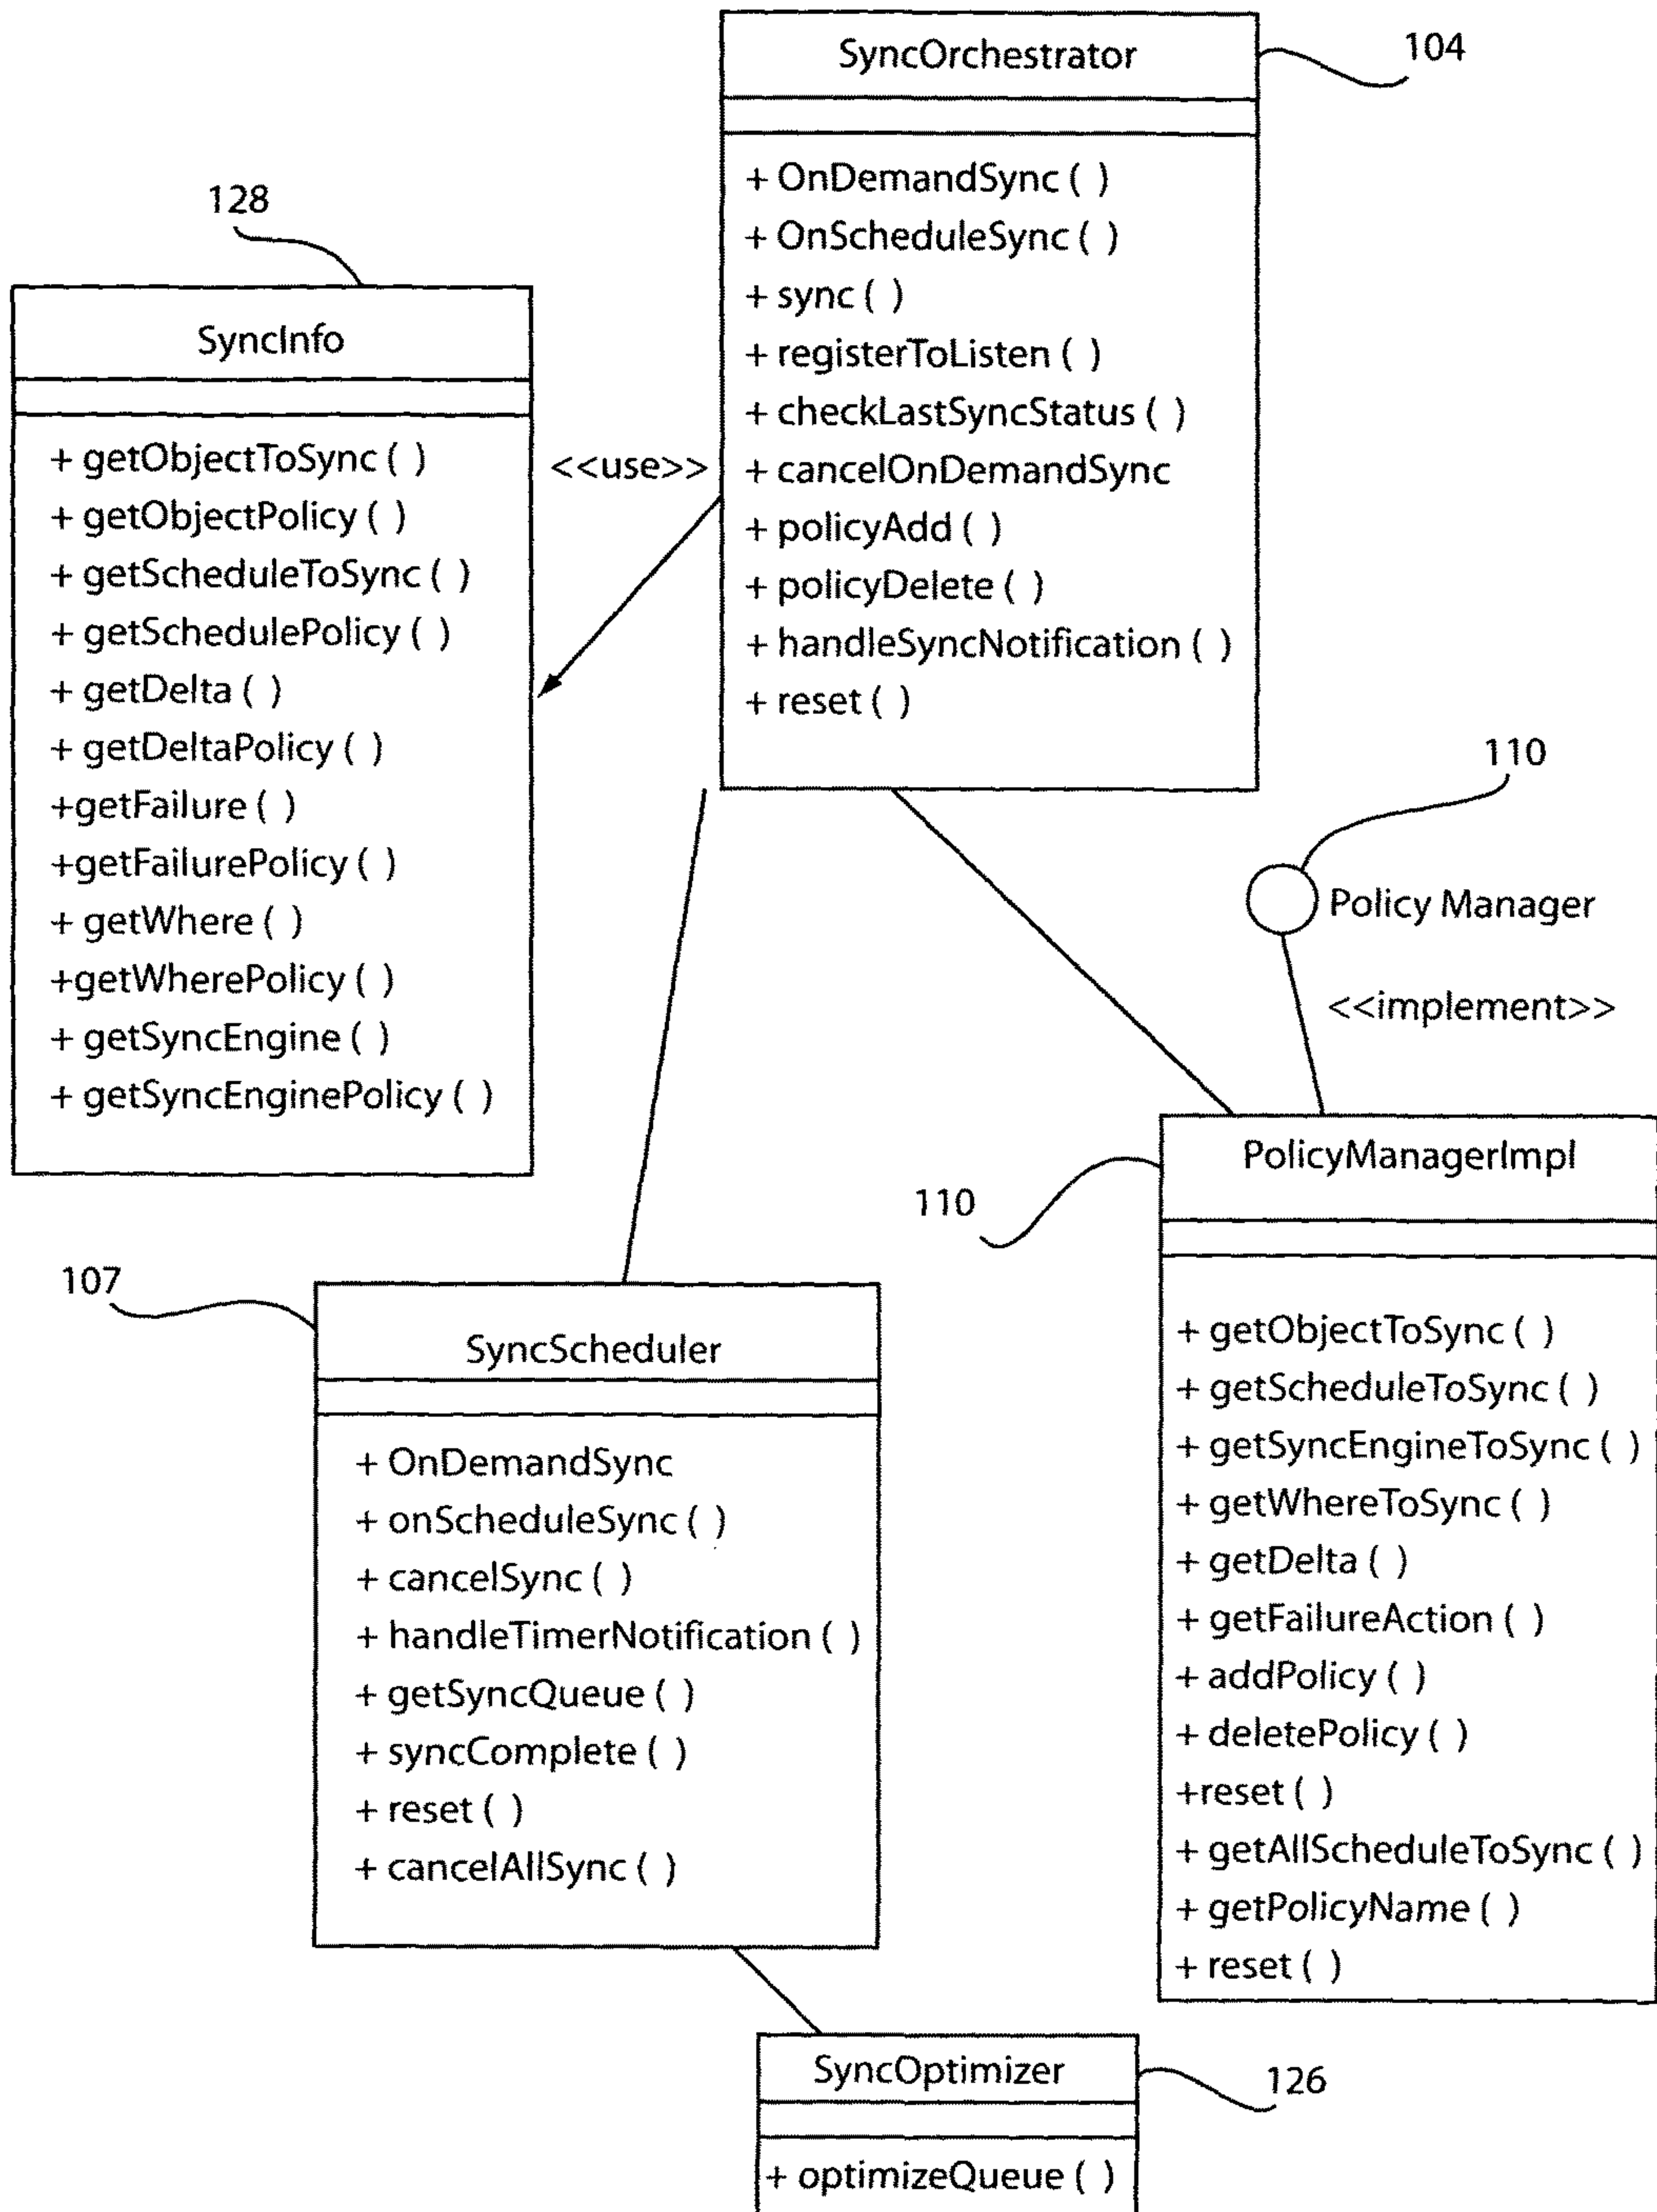 SyncOrchestrator
104
+ OnDemandSync ( )
+ OnScheduleSync ( )
+ sync ( )
+ registerToListen ( )
+ checkLastSyncStatus ( )
+ cancelOnDemandSync
+ policyAdd ( )
+ policyDelete ( )
+ handleSyncNotification ( )
+ reset ( )
128
SyncInfo
+ getObjectToSync ( )
+ getObjectPolicy ( )
+ getScheduleToSync ( )
+ getSchedulePolicy ( )
+ getDelta ( )
+ getDeltaPolicy ( )
+getFailure ( )
+getFailurePolicy ( )
+ getWhere ( )
+getWherePolicy ( )
+ getSyncEngine ( )
+ getSyncEnginePolicy ( )
<<use>>
110
Policy Manager
<<implement>>
PolicyManagerImpl
110
+ getObjectToSync ( )
+ getScheduleToSync ( )
+ getSyncEngineToSync ( )
+ getWhereToSync ( )
+ getDelta ( )
+ getFailureAction ( )
+ addPolicy ( )
+ deletePolicy ( )
+reset ( )
+ getAllScheduleToSync ( )
+ getPolicyName ( )
+ reset ( )
107
SyncScheduler
+ OnDemandSync
+ onScheduleSync ( )
+ cancelSync ( )
+ handleTimerNotification ( )
+ getSyncQueue ( )
+ syncComplete ( )
+ reset ( )
+ cancelAllSync ( )
SyncOptimizer
126
+ optimizeQueue ( )